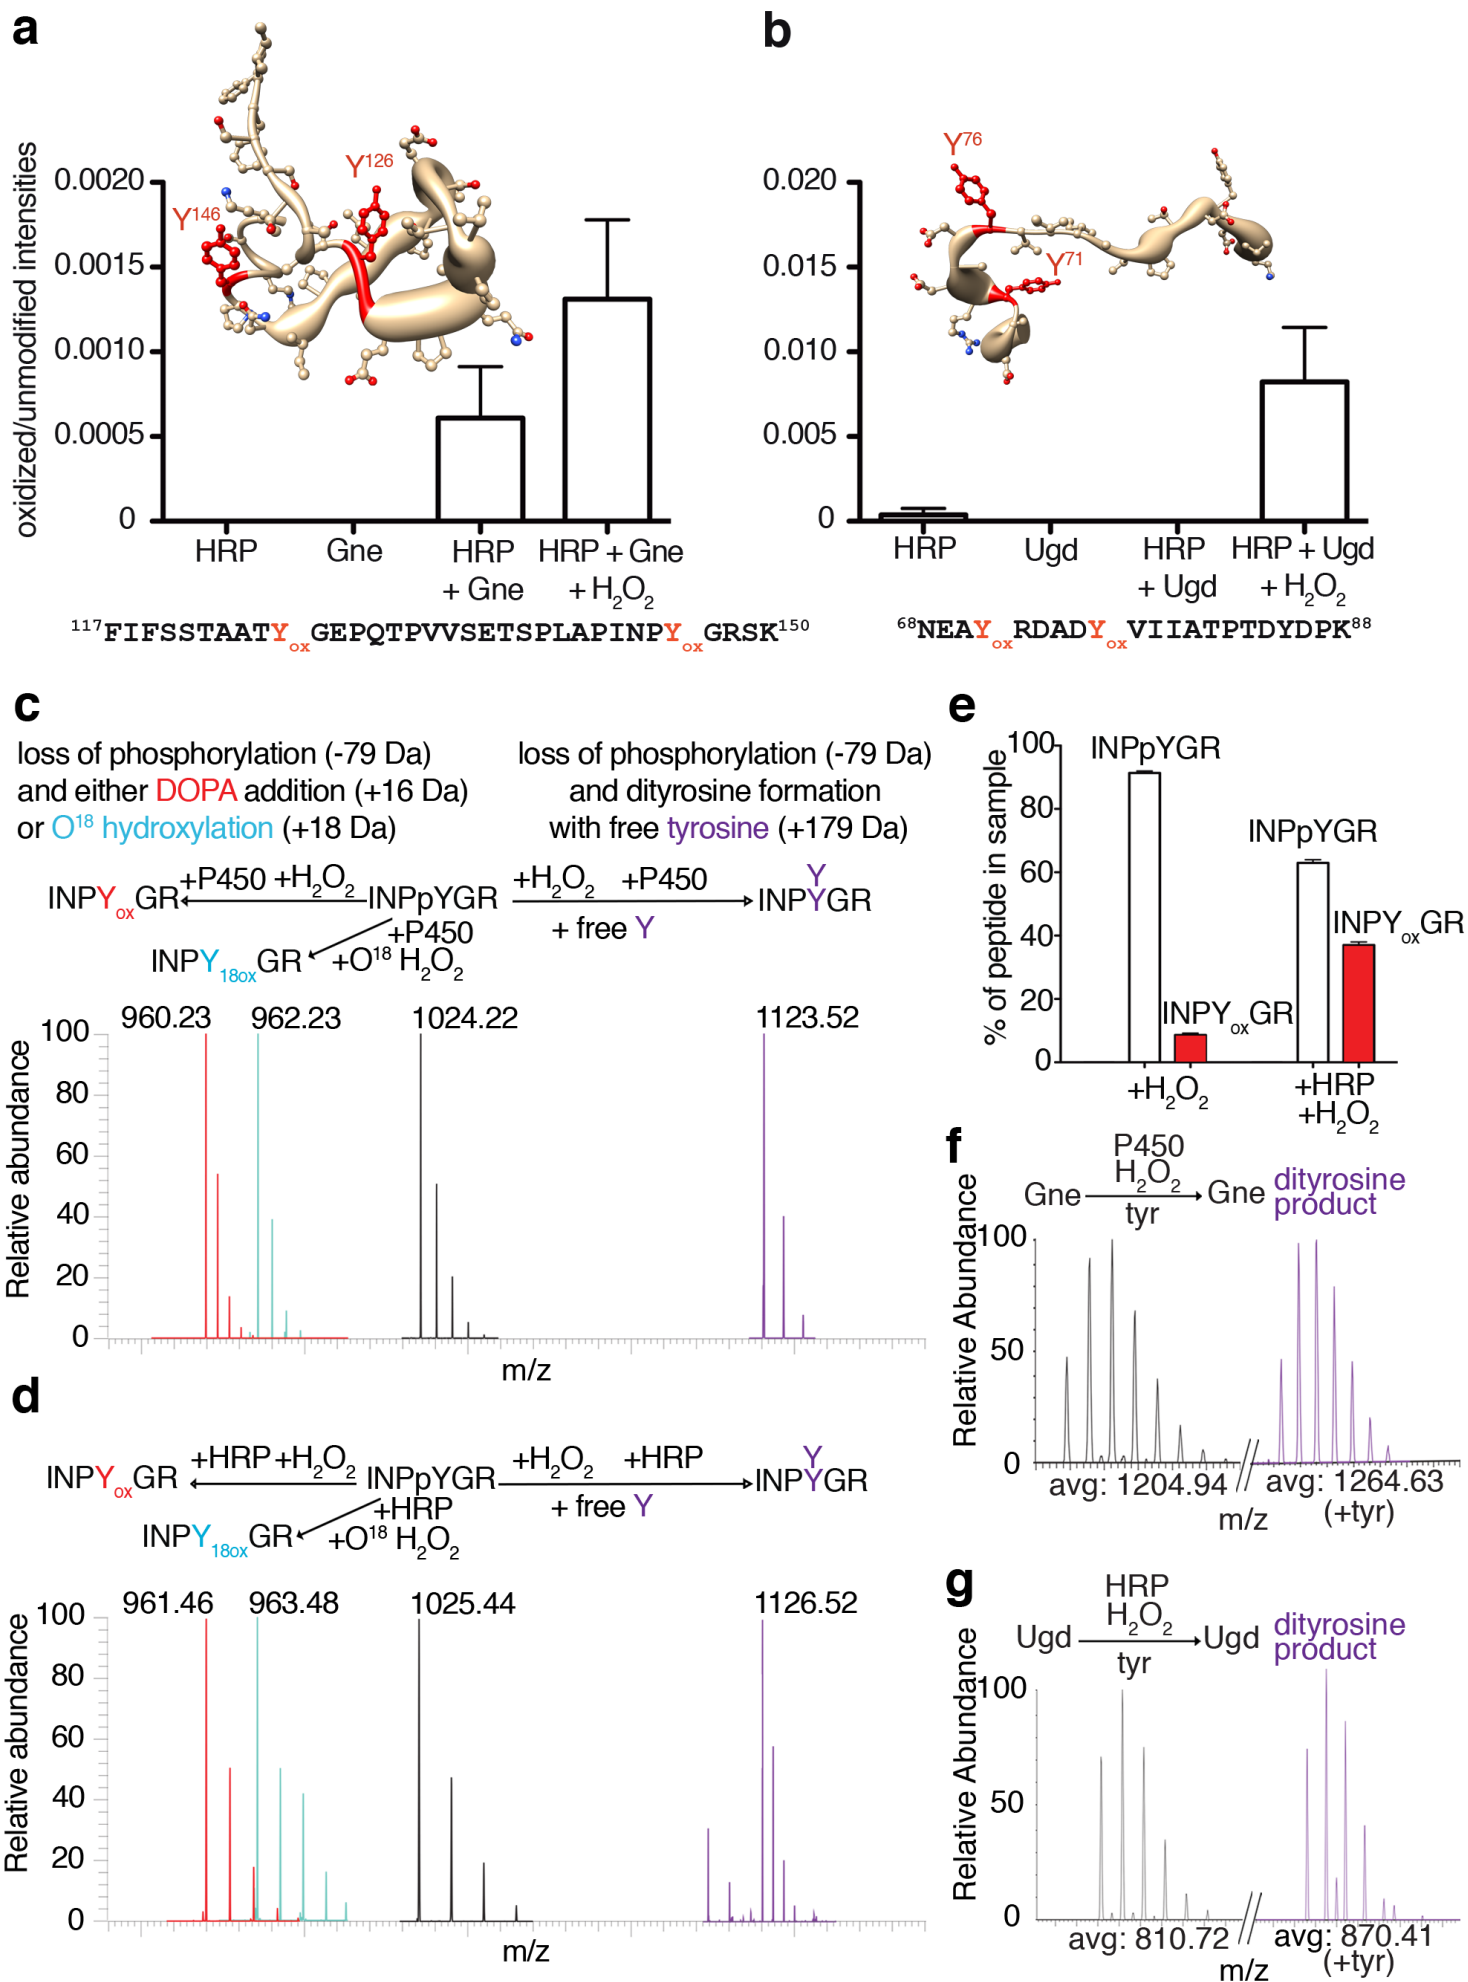 a
oxidized/unmodified intensities
0.0020
0.0015
0.0010
0.0005
0
Y¹⁴⁶
Y¹²⁶
HRP
Gne
HRP + Gne
HRP + Gne + H₂O₂
¹¹⁷FIFSSTAATYoxGEPQTPVVSETSPLAPINPYoxGRSK¹⁵⁰
b
0.020
0.015
0.010
0.005
0
Y⁷⁶
Y⁷¹
HRP
Ugd
HRP + Ugd
HRP + Ugd + H₂O₂
⁶⁸NEAYoxRDADYoxVIIATPTDYDPK⁸⁸
c
loss of phosphorylation (-79 Da)
and either DOPA addition (+16 Da)
or O¹⁸ hydroxylation (+18 Da)
loss of phosphorylation (-79 Da)
and dityrosine formation
with free tyrosine (+179 Da)
INPYoxGR
+P450 +H₂O₂
INPpYGR
+H₂O₂ +P450
+ free Y
Y
INPYGR
+P450
+O¹⁸ H₂O₂
INPY18oxGR
960.23
962.23
1024.22
1123.52
Relative abundance
100
80
60
40
20
0
m/z
d
INPYoxGR
+HRP +H₂O₂
INPpYGR
+H₂O₂ +HRP
+ free Y
Y
INPYGR
+HRP
+O¹⁸ H₂O₂
INPY18oxGR
961.46
963.48
1025.44
1126.52
Relative abundance
100
80
60
40
20
0
m/z
e
% of peptide in sample
100
80
60
40
20
0
INPpYGR
INPYoxGR
INPpYGR
INPYoxGR
+H₂O₂
+HRP
+H₂O₂
f
P450
H₂O₂
Gne
tyr
Gne
dityrosine
product
Relative Abundance
100
50
0
avg: 1204.94
avg: 1264.63
(+tyr)
m/z
g
HRP
H₂O₂
Ugd
tyr
Ugd
dityrosine
product
Relative Abundance
100
50
0
avg: 810.72
avg: 870.41
(+tyr)
m/z